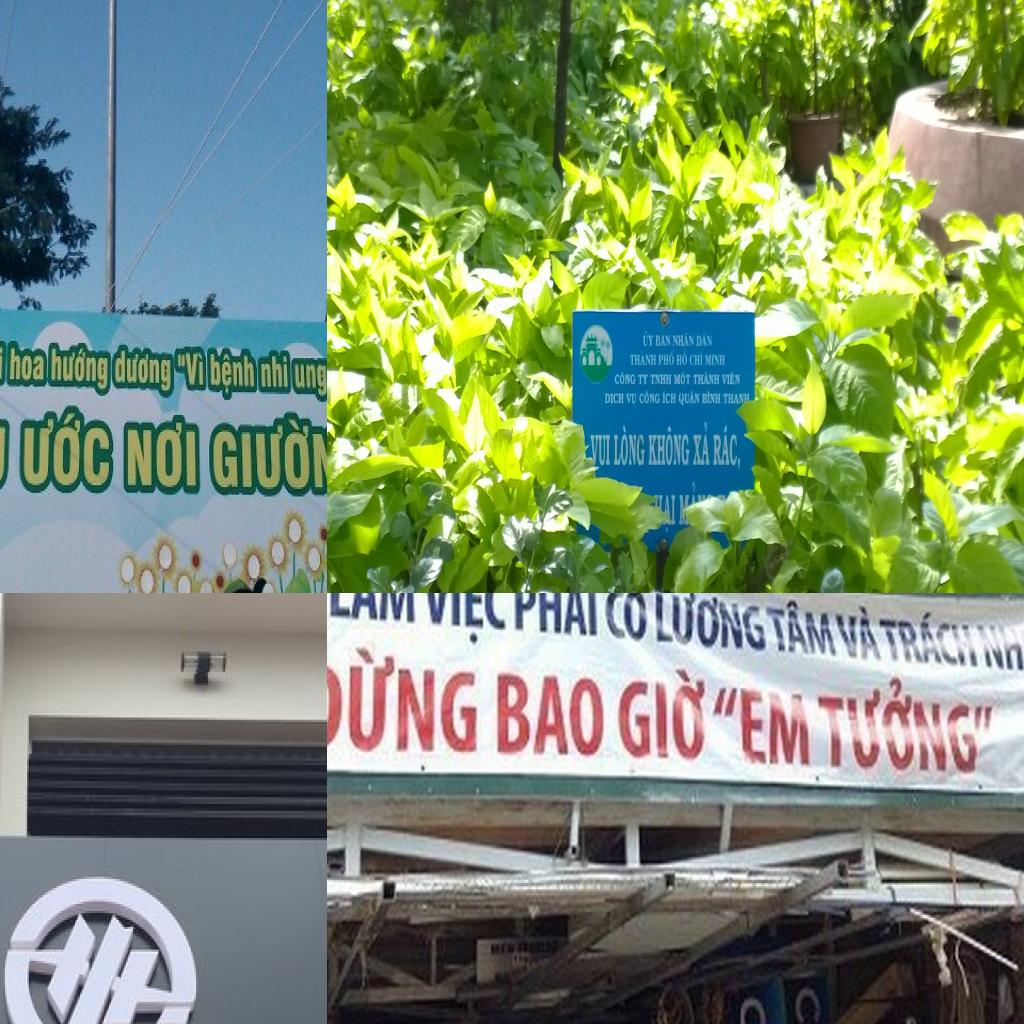 hoa hướng dương "Vì bệnh nhi ung
ƯỚC NƠI GIƯỜN
ỦY BAN NHÂN DÂN
THÀNH PHỐ HỒ CHÍ MINH
CÔNG TY TNHH MỘT THÀNH VIÊN
DỊCH VỤ CÔNG ÍCH QUẬN BÌNH THẠNH
VUI LÒNG KHÔNG XẢ RÁC,
LÀM VIỆC PHẢI CÓ LƯƠNG TÂM VÀ TRÁCH NH
ĐỪNG BAO GIỜ "EM TƯỞNG"